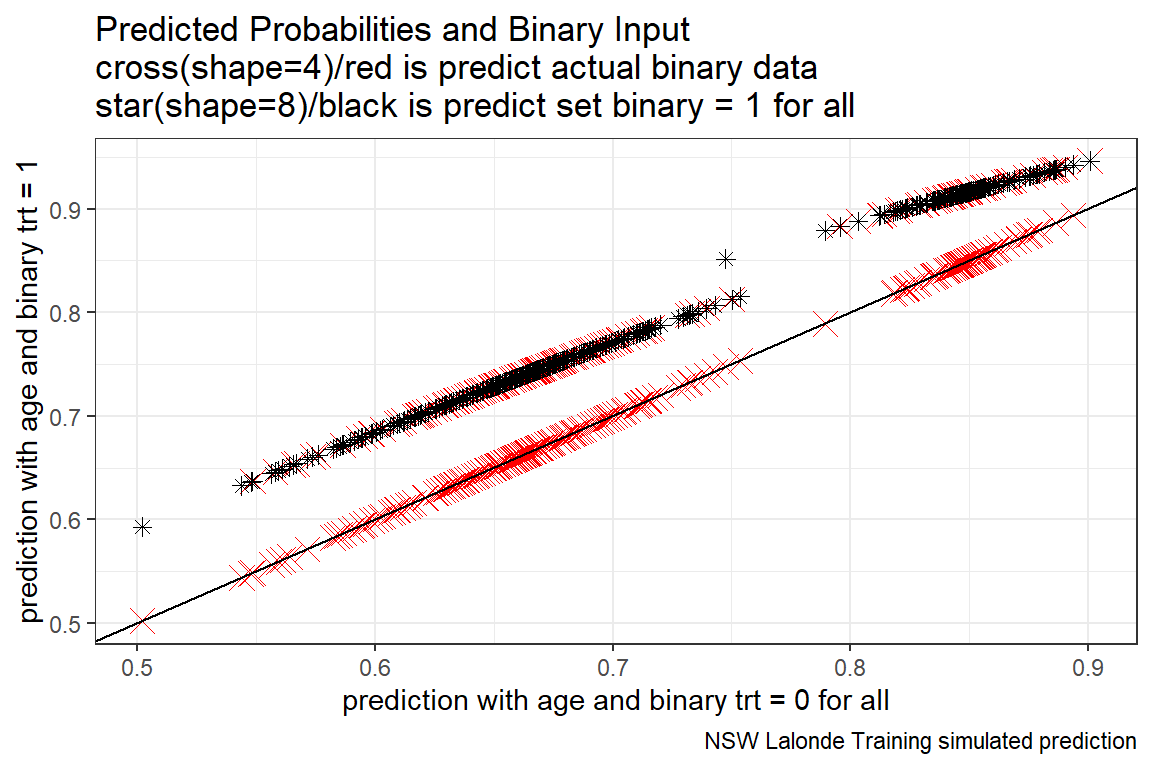 Predicted Probabilities and Binary Input
cross(shape=4)/red is predict actual binary data
star(shape=8)/black is predict set binary = 1 for all
prediction with age and binary trt = 1
0.9
0.8
0.7
0.6
0.5
0.5 0.6 0.7 0.8 0.9
prediction with age and binary trt = 0 for all
NSW Lalonde Training simulated prediction